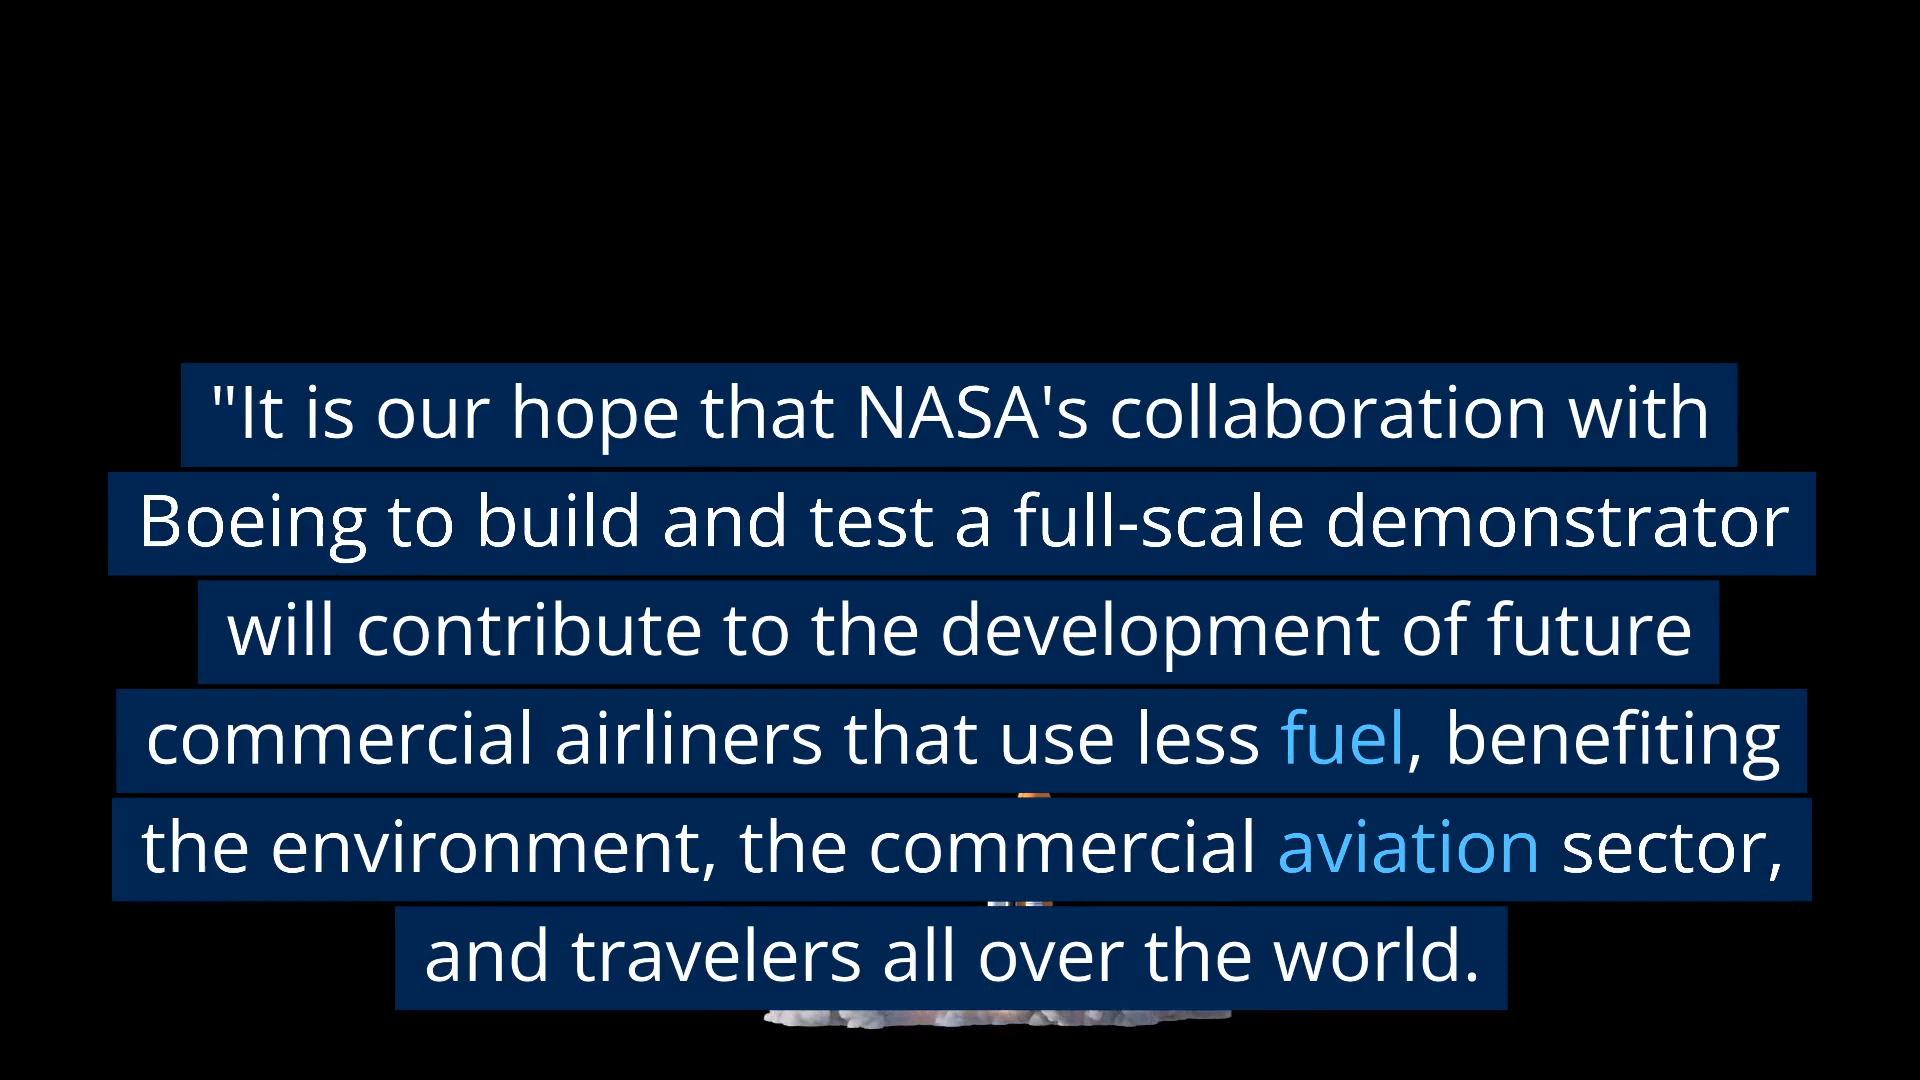 "It is our hope that NASA's collaboration with
Boeing to build and test a full-scale demonstrator
will contribute to the development of future
commercial airliners that use less fuel, benefiting
the environment, the commercial aviation sector,
and travelers all over the world.